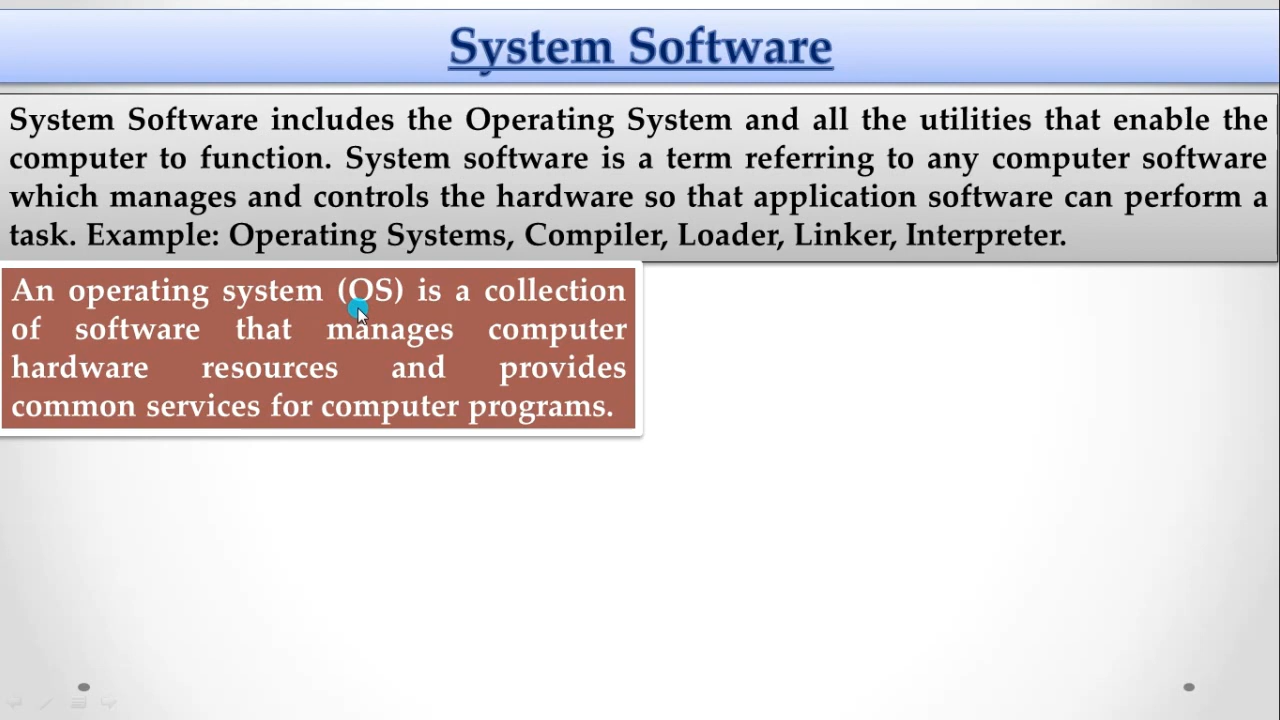 System Software
System Software includes the Operating System and all the utilities that enable the
computer to function. System software is a term referring to any computer software
which manages and controls the hardware so that application software can perform a
task. Example: Operating Systems, Compiler, Loader, Linker, Interpreter.
An operating system (OS) is a collection
of software that manages computer
hardware resources and provides
common services for computer programs.